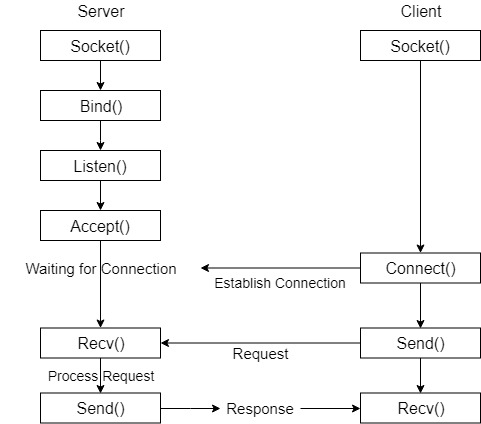 Server
Client
Socket()
Socket()
Bind()
Listen()
Accept()
Waiting for Connection
Connect()
Establish Connection
Recv()
Send()
Request
Process Request
Send()
Response
Recv()